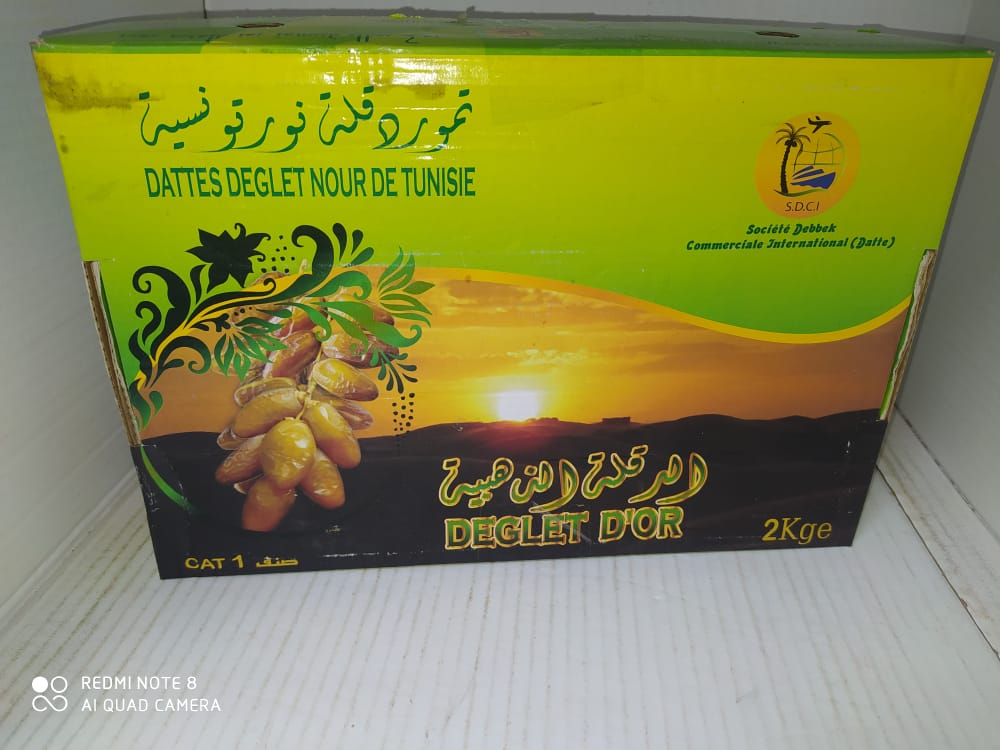 تمور دقلة نور تونسية
DATTES DEGLET NOUR DE TUNISIE
S.D.C.I
Société Debbek
Commerciale International (Datte)
الدقلة الذهبية
DEGLET D'OR
2Kge
CAT 1 صنف
REDMI NOTE 8
AI QUAD CAMERA